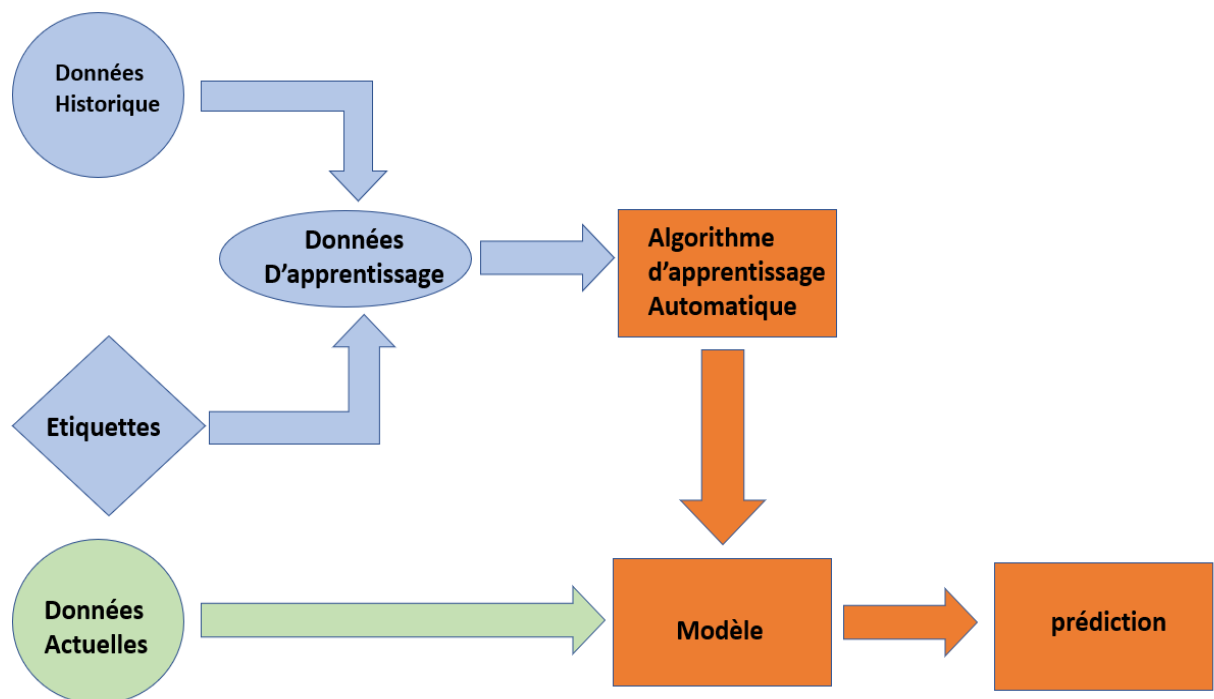 Données
Historique
Données
D'apprentissage
Algorithme
d'apprentissage
Automatique
Etiquettes
Données
Actuelles
Modèle
prédiction